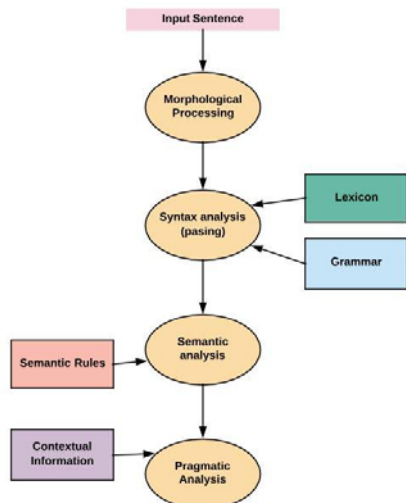 Input Sentence
Morphological
Processing
Lexicon
Syntax analysis
(pasing)
Grammar
Semantic
analysis
Semantic Rules
Contextual
Information
Pragmatic
Analysis